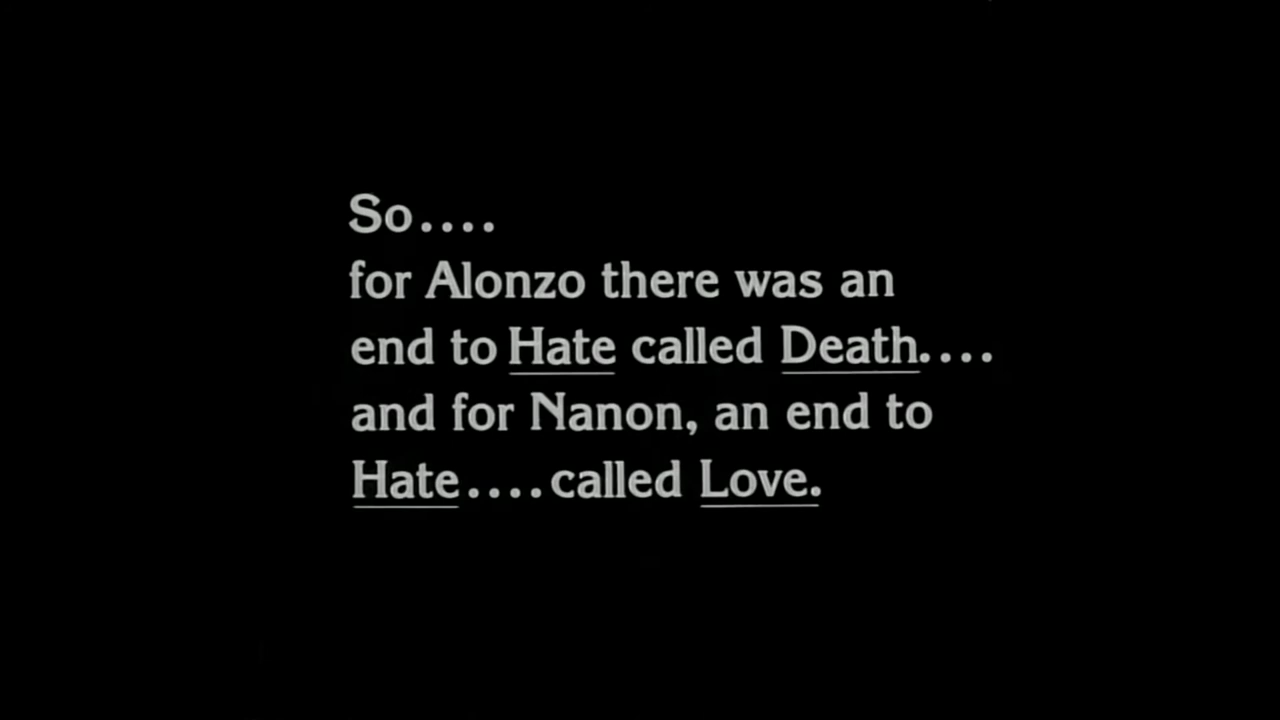 So....
for Alonzo there was an
end to Hate called Death....
and for Nanon, an end to
Hate....called Love.